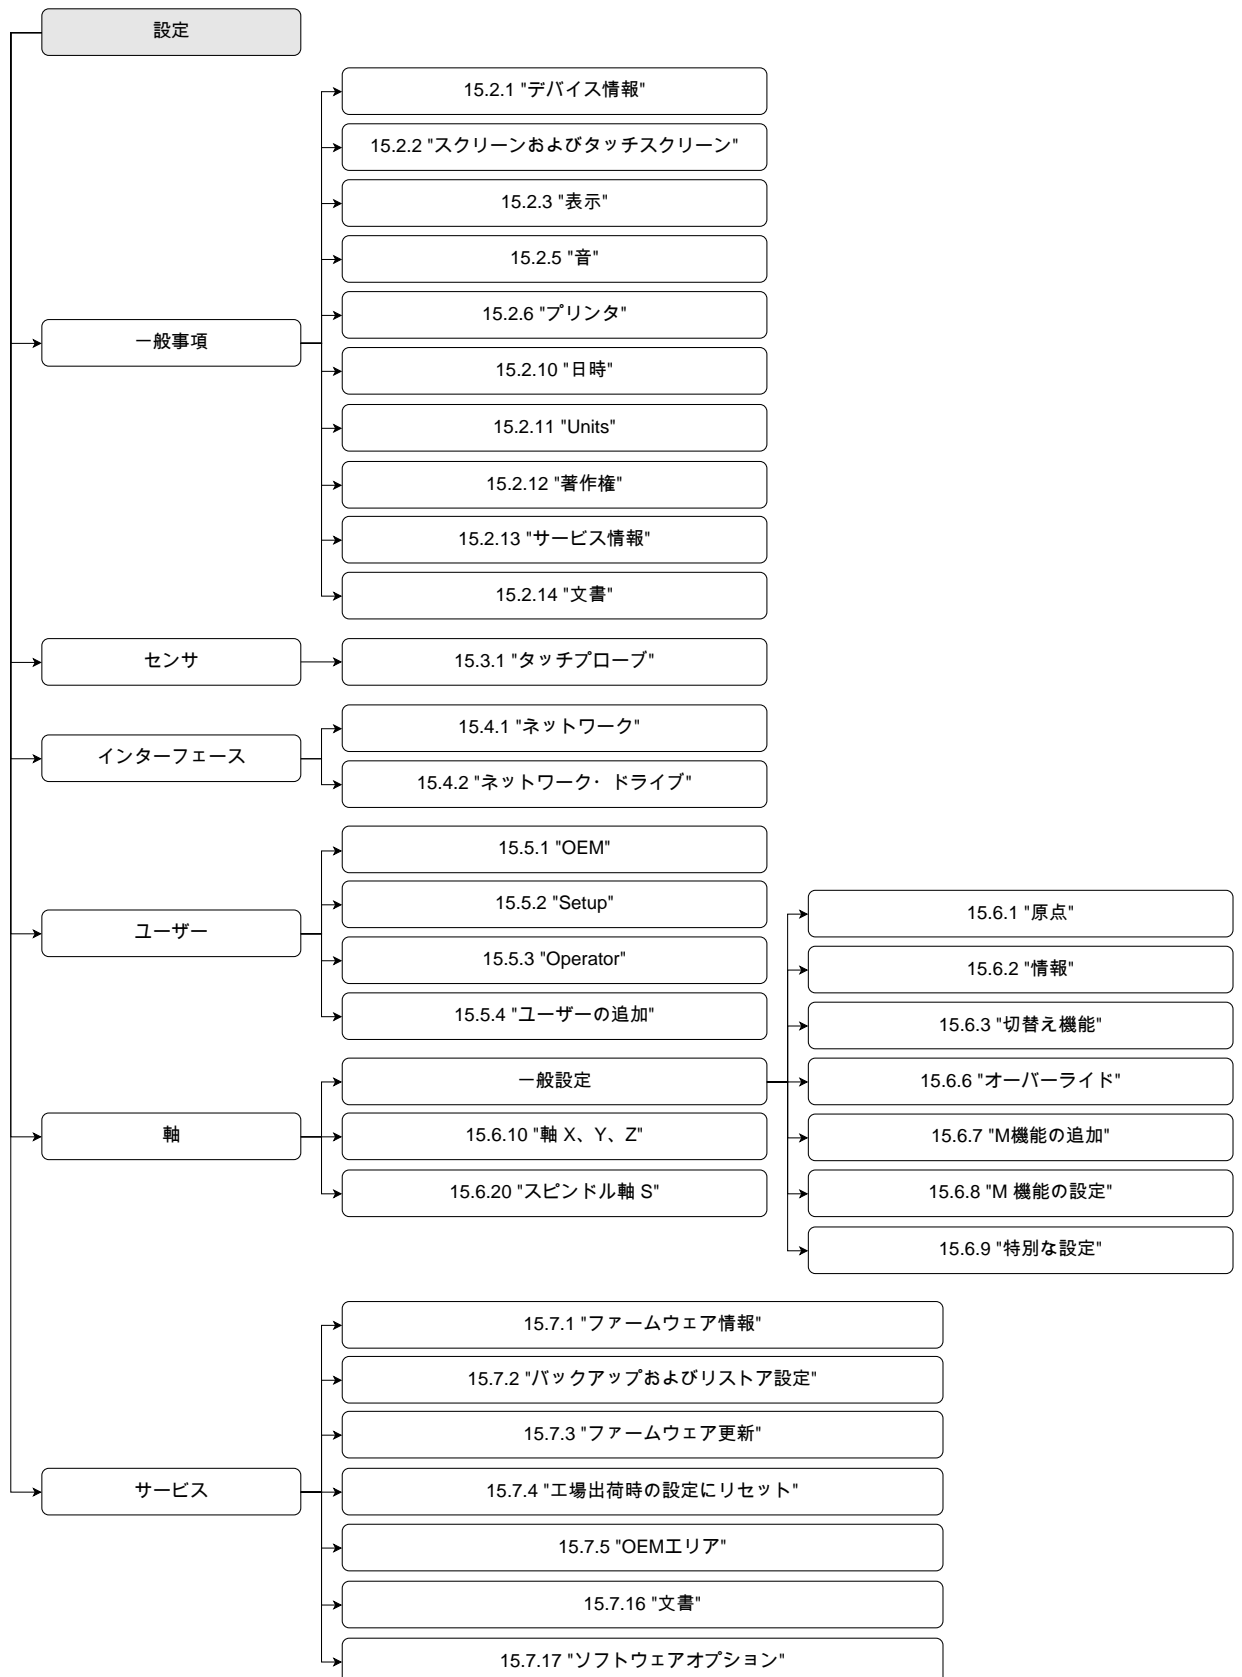 設定
一般事項
15.2.1 "デバイス情報"
15.2.2 "スクリーンおよびタッチスクリーン"
15.2.3 "表示"
15.2.5 "音"
15.2.6 "プリンタ"
15.2.10 "日時"
15.2.11 "Units"
15.2.12 "著作権"
15.2.13 "サービス情報"
15.2.14 "文書"
センサ
15.3.1 "タッチプローブ"
インターフェース
15.4.1 "ネットワーク"
15.4.2 "ネットワーク・ドライブ"
ユーザー
15.5.1 "OEM"
15.5.2 "Setup"
15.5.3 "Operator"
15.5.4 "ユーザーの追加"
軸
一般設定
15.6.1 "原点"
15.6.2 "情報"
15.6.3 "切替え機能"
15.6.6 "オーバーライド"
15.6.7 "M機能の追加"
15.6.8 "M 機能の設定"
15.6.9 "特別な設定"
15.6.10 "軸 X、Y、Z"
15.6.20 "スピンドル軸 S"
サービス
15.7.1 "ファームウェア情報"
15.7.2 "バックアップおよびリストア設定"
15.7.3 "ファームウェア更新"
15.7.4 "工場出荷時の設定にリセット"
15.7.5 "OEMエリア"
15.7.16 "文書"
15.7.17 "ソフトウェアオプション"